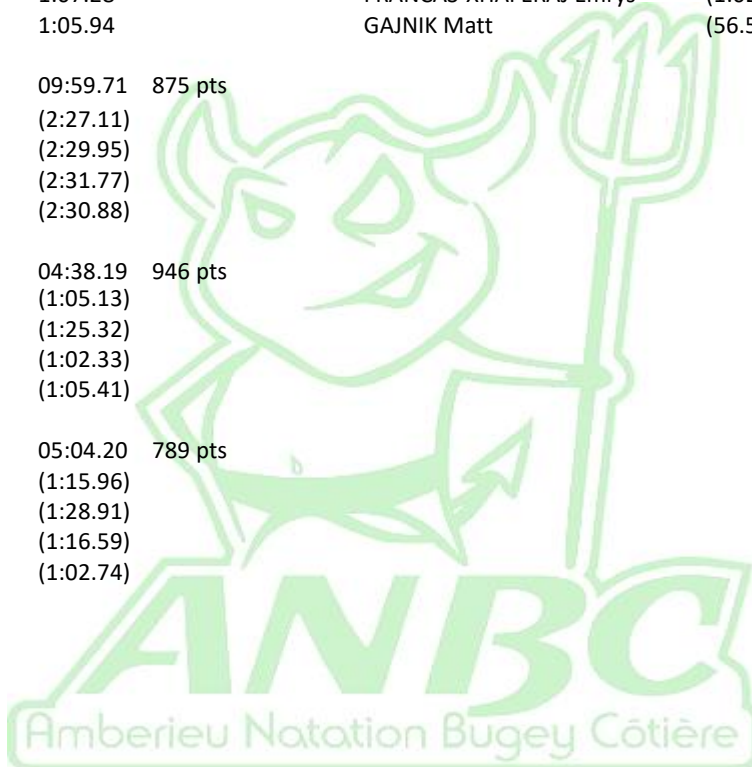 1:05.94 GAJNIK Matt
09:59.71 875 pts
(2:27.11)
(2:29.95)
(2:31.77)
(2:30.88)
04:38.19 946 pts
(1:05.13)
(1:25.32)
(1:02.33)
(1:05.41)
05:04.20 789 pts
(1:15.96)
(1:28.91)
(1:16.59)
(1:02.74)
ANBC
Amberieu Natation Bugey Côtière